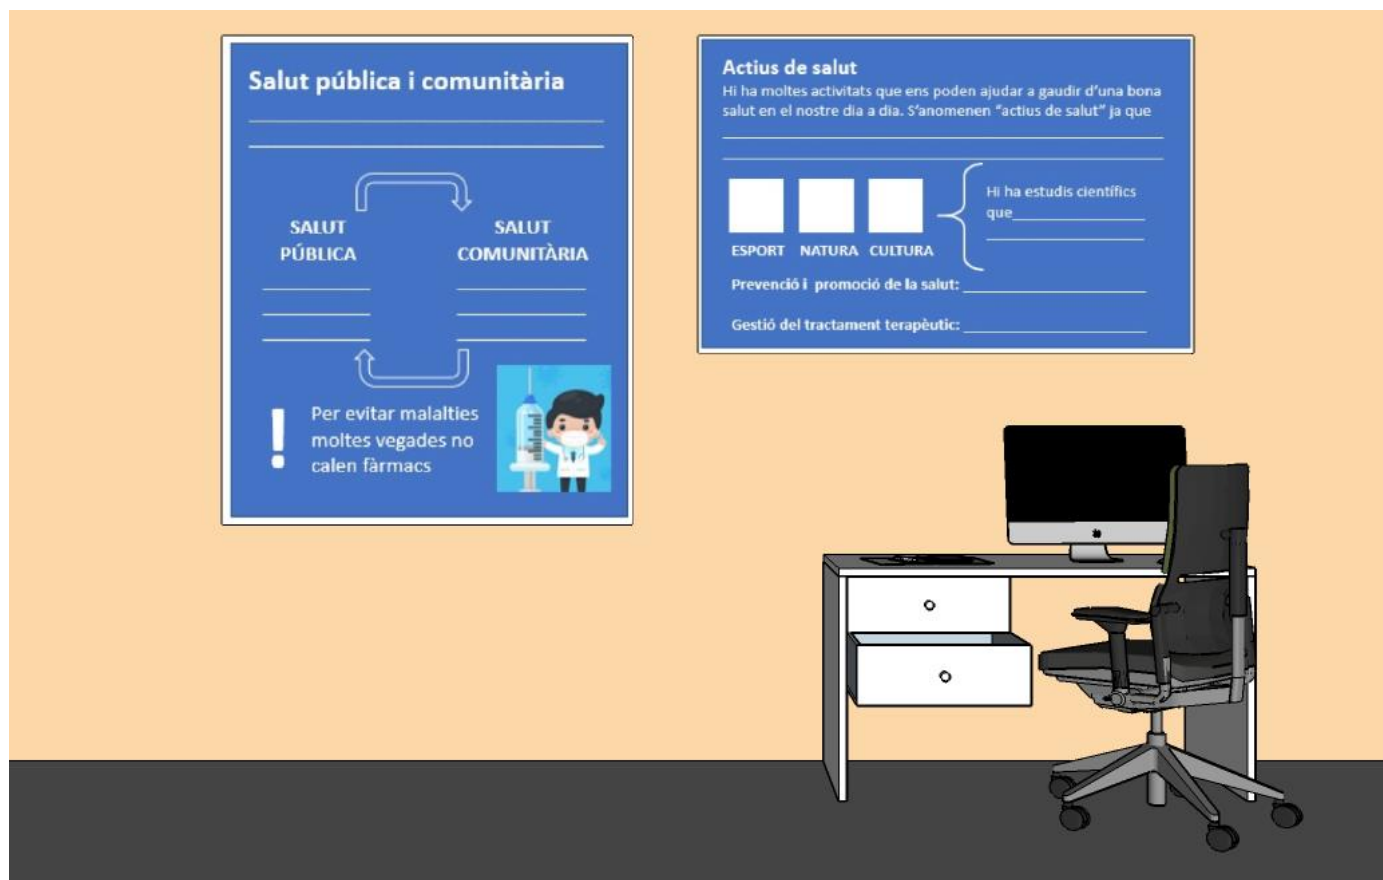 Salut pública i comunitària
SALUT
PÚBLICA
SALUT
COMUNITÀRIA
! Per evitar malalties
moltes vegades no
calen fàrmacs
Actius de salut
Hi ha moltes activitats que ens poden ajudar a gaudir d'una bona
salut en el nostre dia a dia. S'anomenen “actius de salut” ja que
ESPORT NATURA CULTURA
Hi ha estudis científics
que
Prevenció i promoció de la salut:
Gestió del tractament terapèutic: